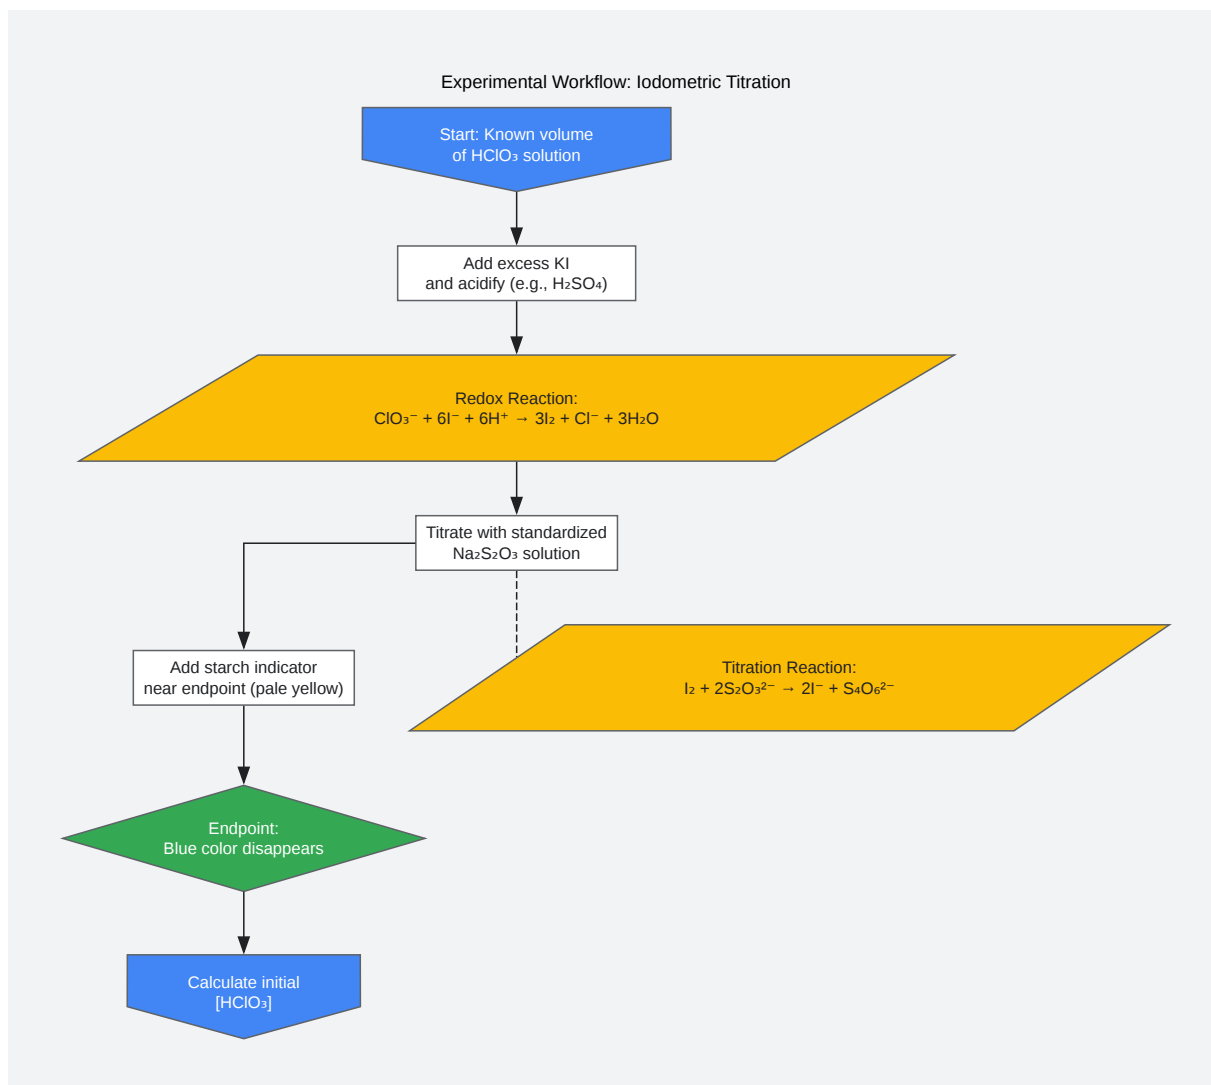 Experimental Workflow: Iodometric Titration
Start: Known volume
of HClO₃ solution
Add excess KI
and acidify (e.g., H₂SO₄)
Redox Reaction:
ClO₃⁻ + 6I⁻ + 6H⁺ → 3I₂ + Cl⁻ + 3H₂O
Titrate with standardized
Na₂S₂O₃ solution
Add starch indicator
near endpoint (pale yellow)
Titration Reaction:
I₂ + 2S₂O₃²⁻ → 2I⁻ + S₄O₆²⁻
Endpoint:
Blue color disappears
Calculate initial
[HClO₃]